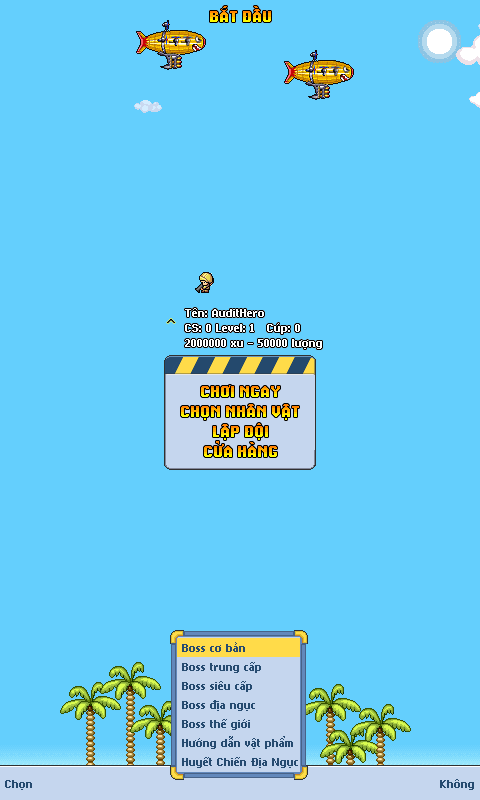 BẮT ĐẦU
Tên: AuditHero
CS: 0 Level: 1 Cúp: 0
2000000 xu - 50000 lượng
CHƠI NGAY
CHỌN NHÂN VẬT
LẬP ĐỘI
CỬA HÀNG
Boss cơ bản
Boss trung cấp
Boss siêu cấp
Boss địa ngục
Boss thế giới
Hướng dẫn vật phẩm
Huyết Chiến Địa Ngục
Chọn
Không